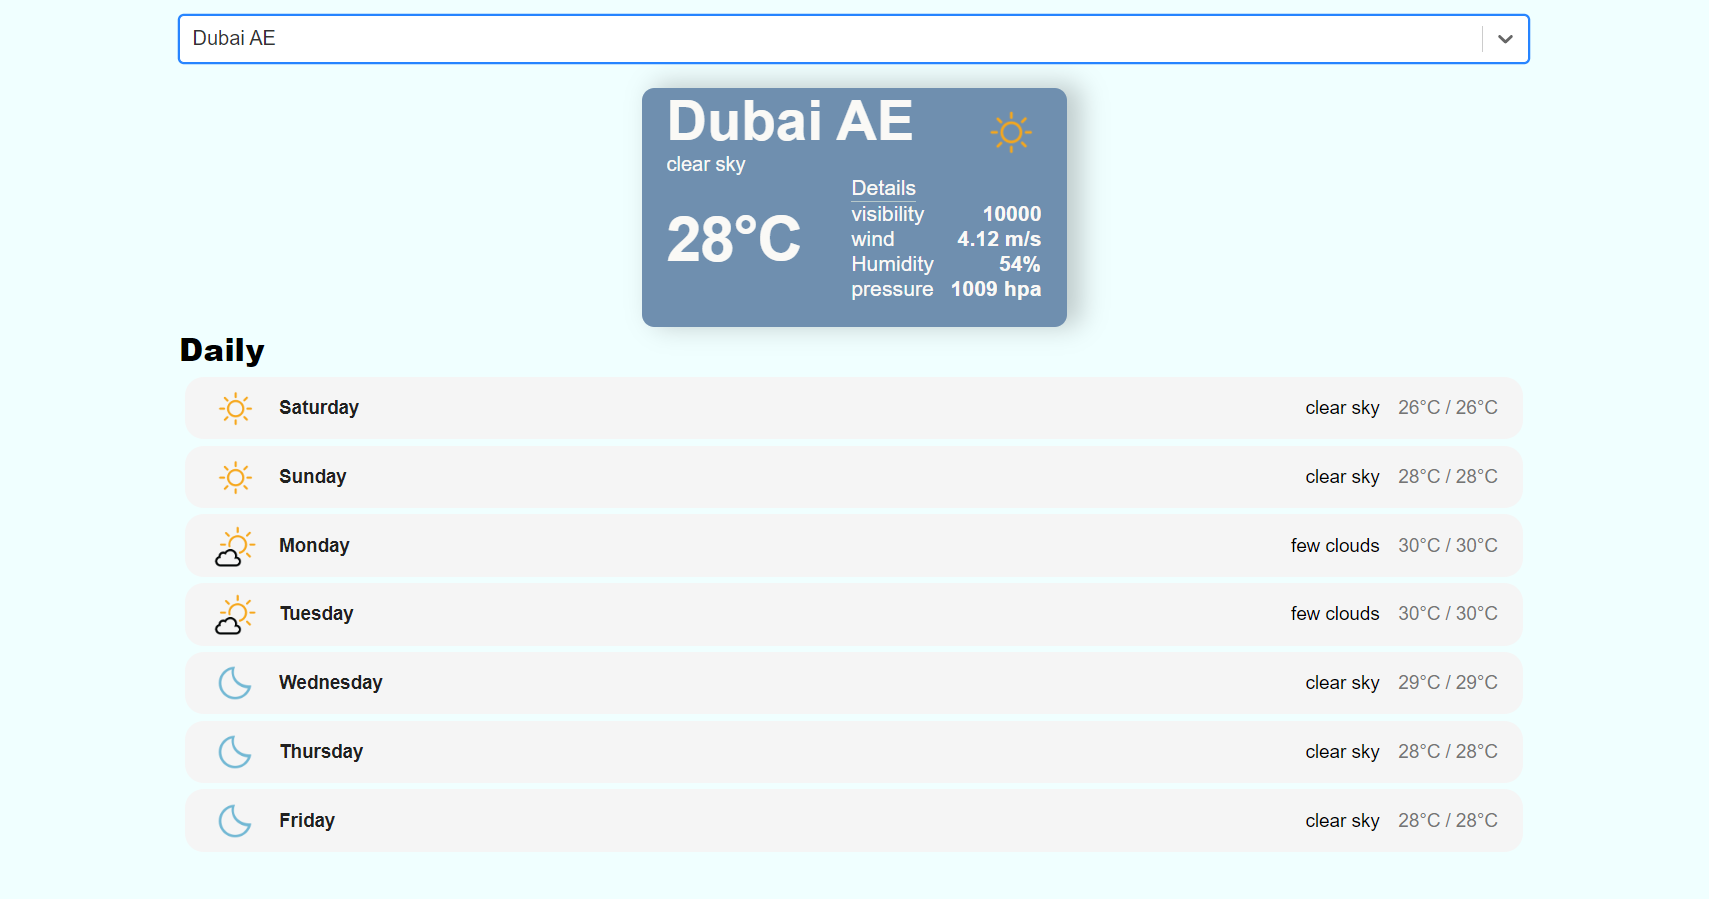 Dubai AE
Dubai AE
clear sky
28°C
Details
visibility 10000
wind 4.12 m/s
Humidity 54%
pressure 1009 hpa
Daily
Saturday clear sky 26°C / 26°C
Sunday clear sky 28°C / 28°C
Monday few clouds 30°C / 30°C
Tuesday few clouds 30°C / 30°C
Wednesday clear sky 29°C / 29°C
Thursday clear sky 28°C / 28°C
Friday clear sky 28°C / 28°C